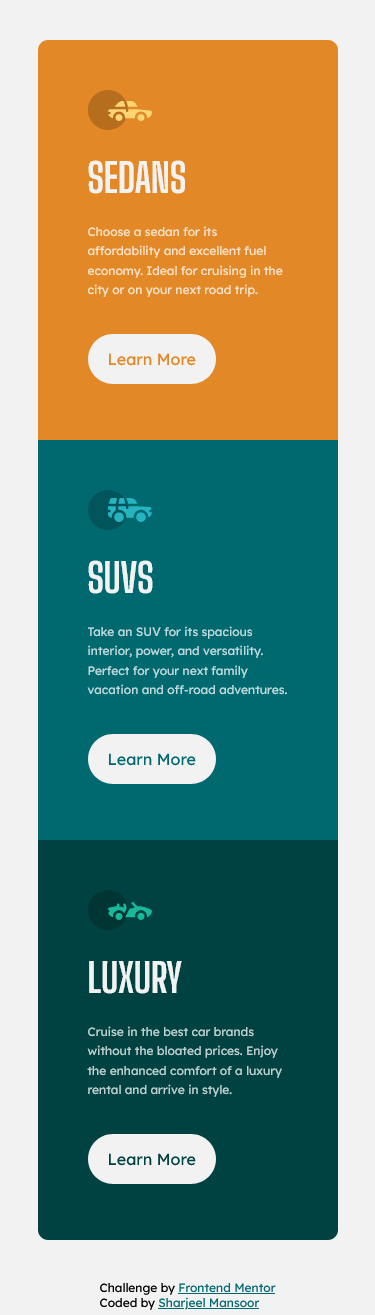 SEDANS
Choose a sedan for its
affordability and excellent fuel
economy. Ideal for cruising in the
city or on your next road trip.
Learn More
SUVS
Take an SUV for its spacious
interior, power, and versatility.
Perfect for your next family
vacation and off-road adventures.
Learn More
LUXURY
Cruise in the best car brands
without the bloated prices. Enjoy
the enhanced comfort of a luxury
rental and arrive in style.
Learn More
Challenge by Frontend Mentor
Coded by Sharjeel Mansoor